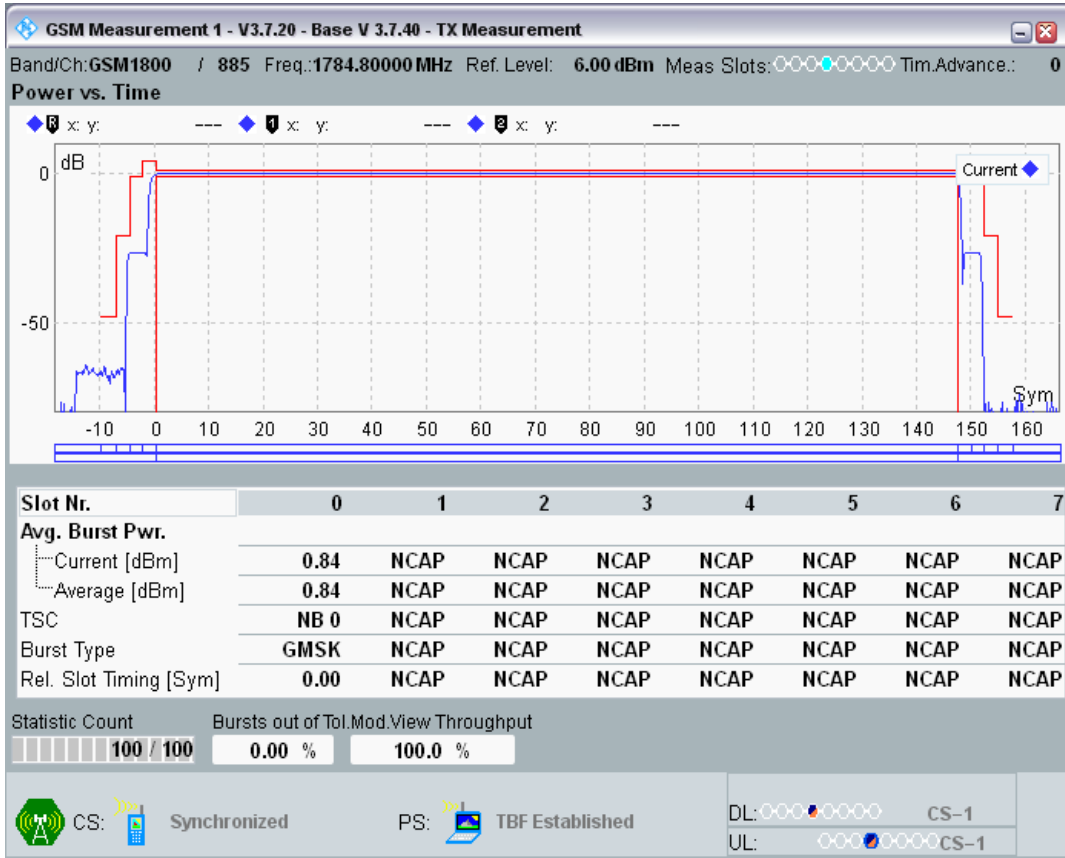 GSM Measurement 1 - V3.7.20 - Base V 3.7.40 - TX Measurement
Band/Ch:GSM1800 / 885 Freq.:1784.80000 MHz Ref. Level: 6.00 dBm Meas Slots: Tim.Advance.: 0
Power vs. Time
R x: y: --- 1 x: y: --- 2 x: y: ---
dB
Current
0
-50
Sym
-10 0 10 20 30 40 50 60 70 80 90 100 110 120 130 140 150 160
Slot Nr. 0 1 2 3 4 5 6 7
Avg. Burst Pwr.
Current [dBm] 0.84 NCAP NCAP NCAP NCAP NCAP NCAP NCAP
Average [dBm] 0.84 NCAP NCAP NCAP NCAP NCAP NCAP NCAP
TSC NB 0 NCAP NCAP NCAP NCAP NCAP NCAP NCAP
Burst Type GMSK NCAP NCAP NCAP NCAP NCAP NCAP NCAP
Rel. Slot Timing [Sym] 0.00 NCAP NCAP NCAP NCAP NCAP NCAP NCAP
Statistic Count Bursts out of Tol.Mod.View Throughput
100 / 100 0.00 % 100.0 %
CS: Synchronized PS: TBF Established
DL: CS-1
UL: CS-1